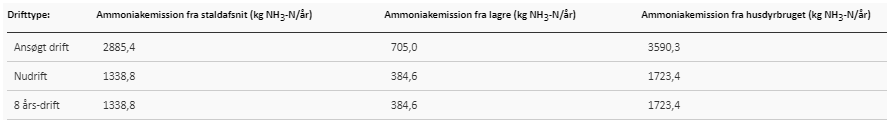 Drifttype: Ammoniakemission fra staldafsnit (kg NH3-N/år) Ammoniakemission fra lagre (kg NH3-N/år) Ammoniakemission fra husdyrbruget (kg NH3-N/år)
Ansøgt drift 2885,4 705,0 3590,3
Nudrift 1338,8 384,6 1723,4
8 års-drift 1338,8 384,6 1723,4